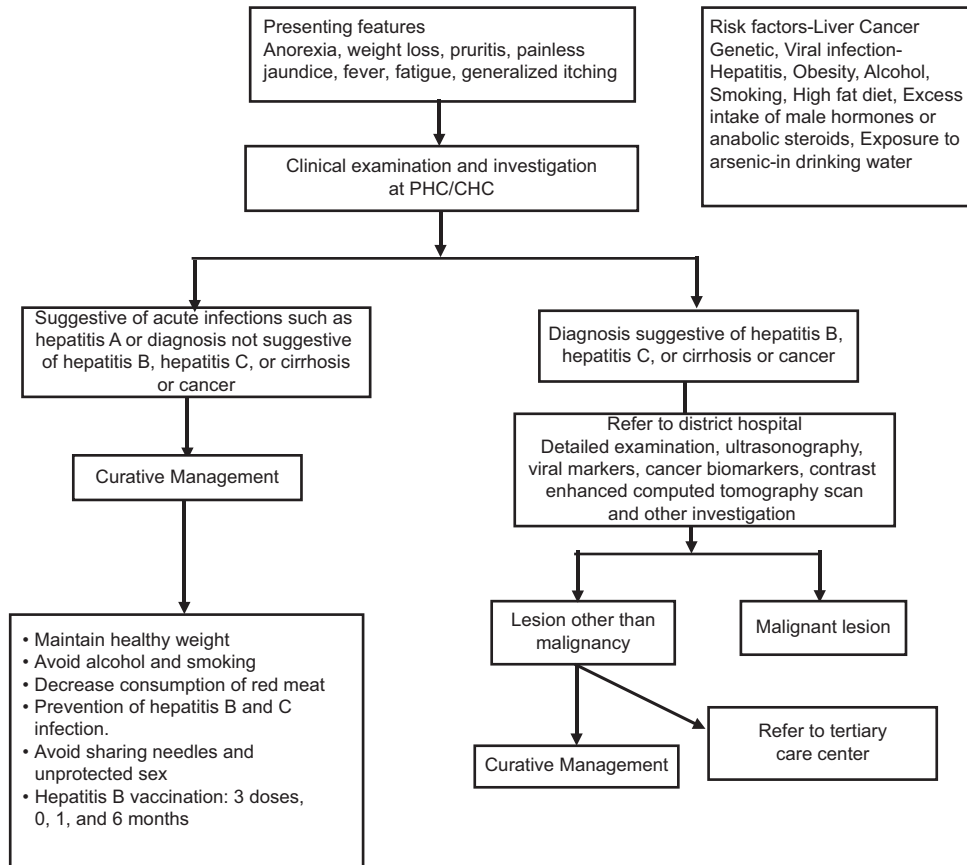 Presenting features
Anorexia, weight loss, pruritis, painless
jaundice, fever, fatigue, generalized itching
Risk factors-Liver Cancer
Genetic, Viral infection-
Hepatitis, Obesity, Alcohol,
Smoking, High fat diet, Excess
intake of male hormones or
anabolic steroids, Exposure to
arsenic-in drinking water
Clinical examination and investigation
at PHC/CHC
Suggestive of acute infections such as
hepatitis A or diagnosis not suggestive
of hepatitis B, hepatitis C, or cirrhosis
or cancer
Diagnosis suggestive of hepatitis B,
hepatitis C, or cirrhosis or cancer
Refer to district hospital
Detailed examination, ultrasonography,
viral markers, cancer biomarkers, contrast
enhanced computed tomography scan
and other investigation
Curative Management
Lesion other than
malignancy
Malignant lesion
• Maintain healthy weight
• Avoid alcohol and smoking
• Decrease consumption of red meat
• Prevention of hepatitis B and C
infection.
• Avoid sharing needles and
unprotected sex
• Hepatitis B vaccination: 3 doses,
0, 1, and 6 months
Curative Management
Refer to tertiary
care center